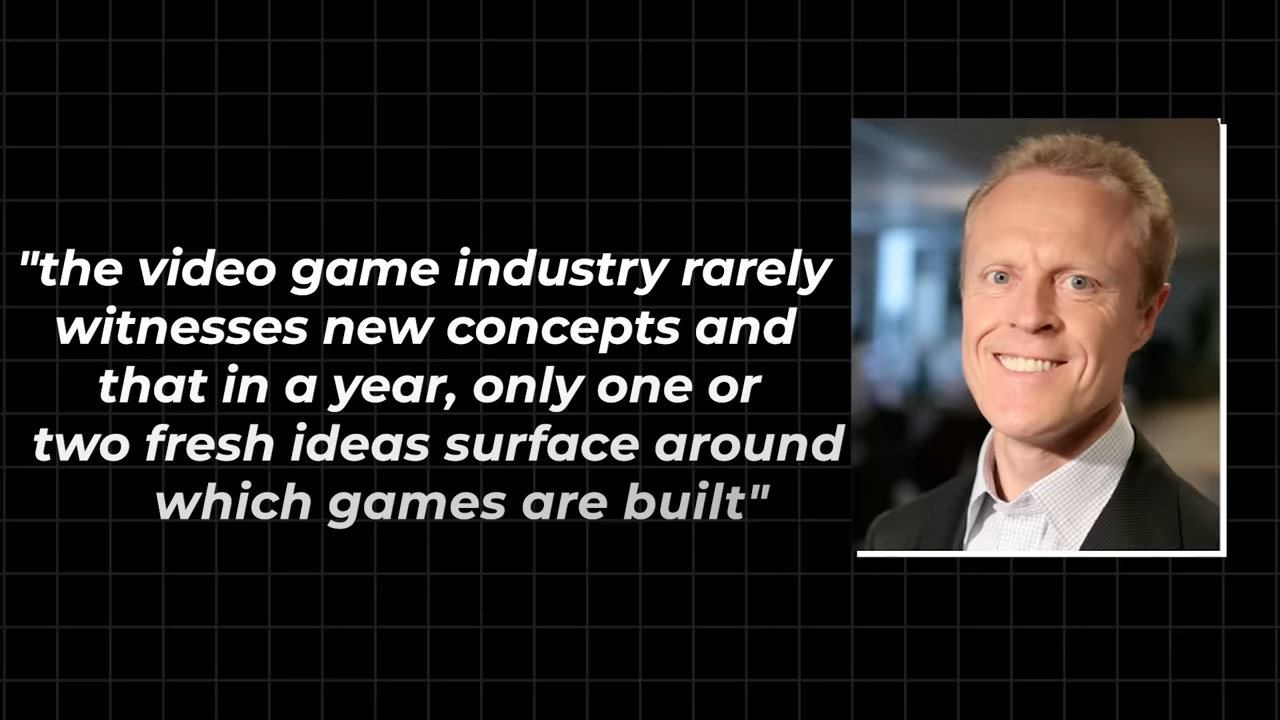 "the video game industry rarely
witnesses new concepts and
that in a year, only one or
two fresh ideas surface around
which games are built"